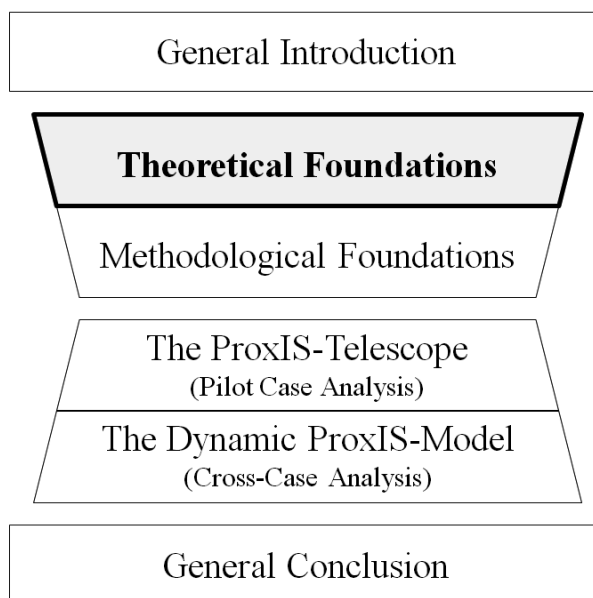 General Introduction
Theoretical Foundations
Methodological Foundations
The ProxIS-Telescope
(Pilot Case Analysis)
The Dynamic ProxIS-Model
(Cross-Case Analysis)
General Conclusion